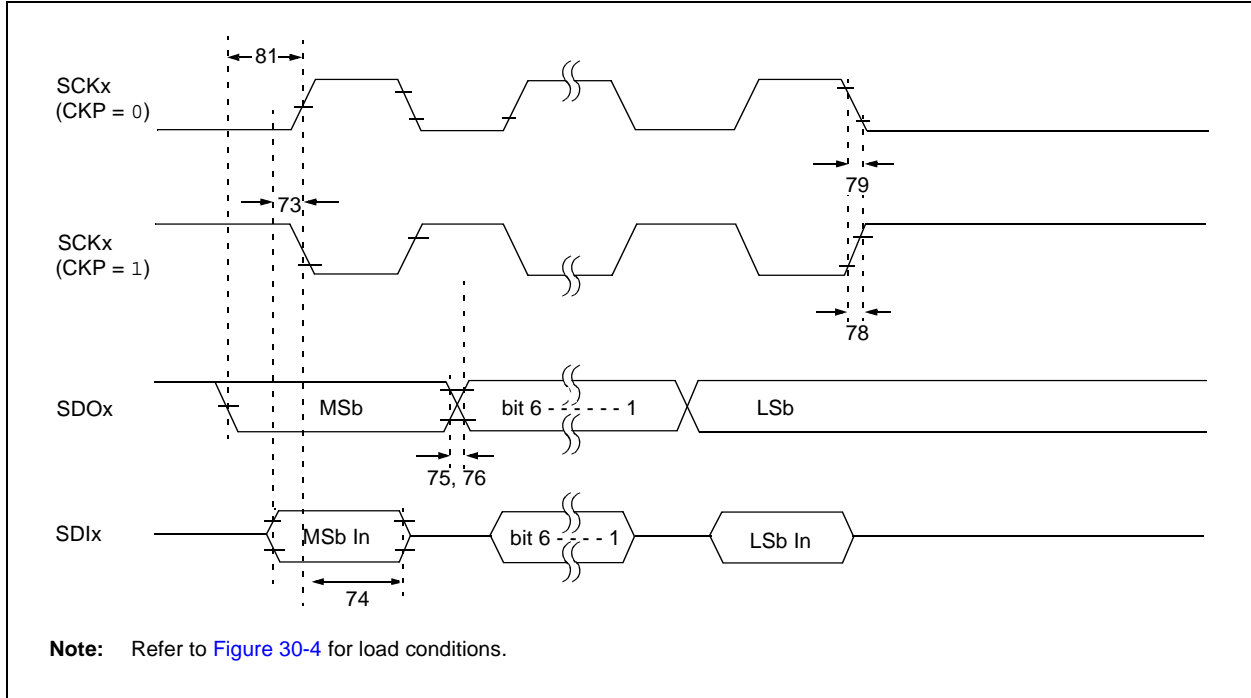 81
SCKx
(CKP = 0)
79
73
SCKx
(CKP = 1)
78
SDOx
MSb
bit 6 - - - - - - 1
LSb
75, 76
SDIx
MSb In
bit 6 - - - - 1
LSb In
74
Note: Refer to Figure 30-4 for load conditions.